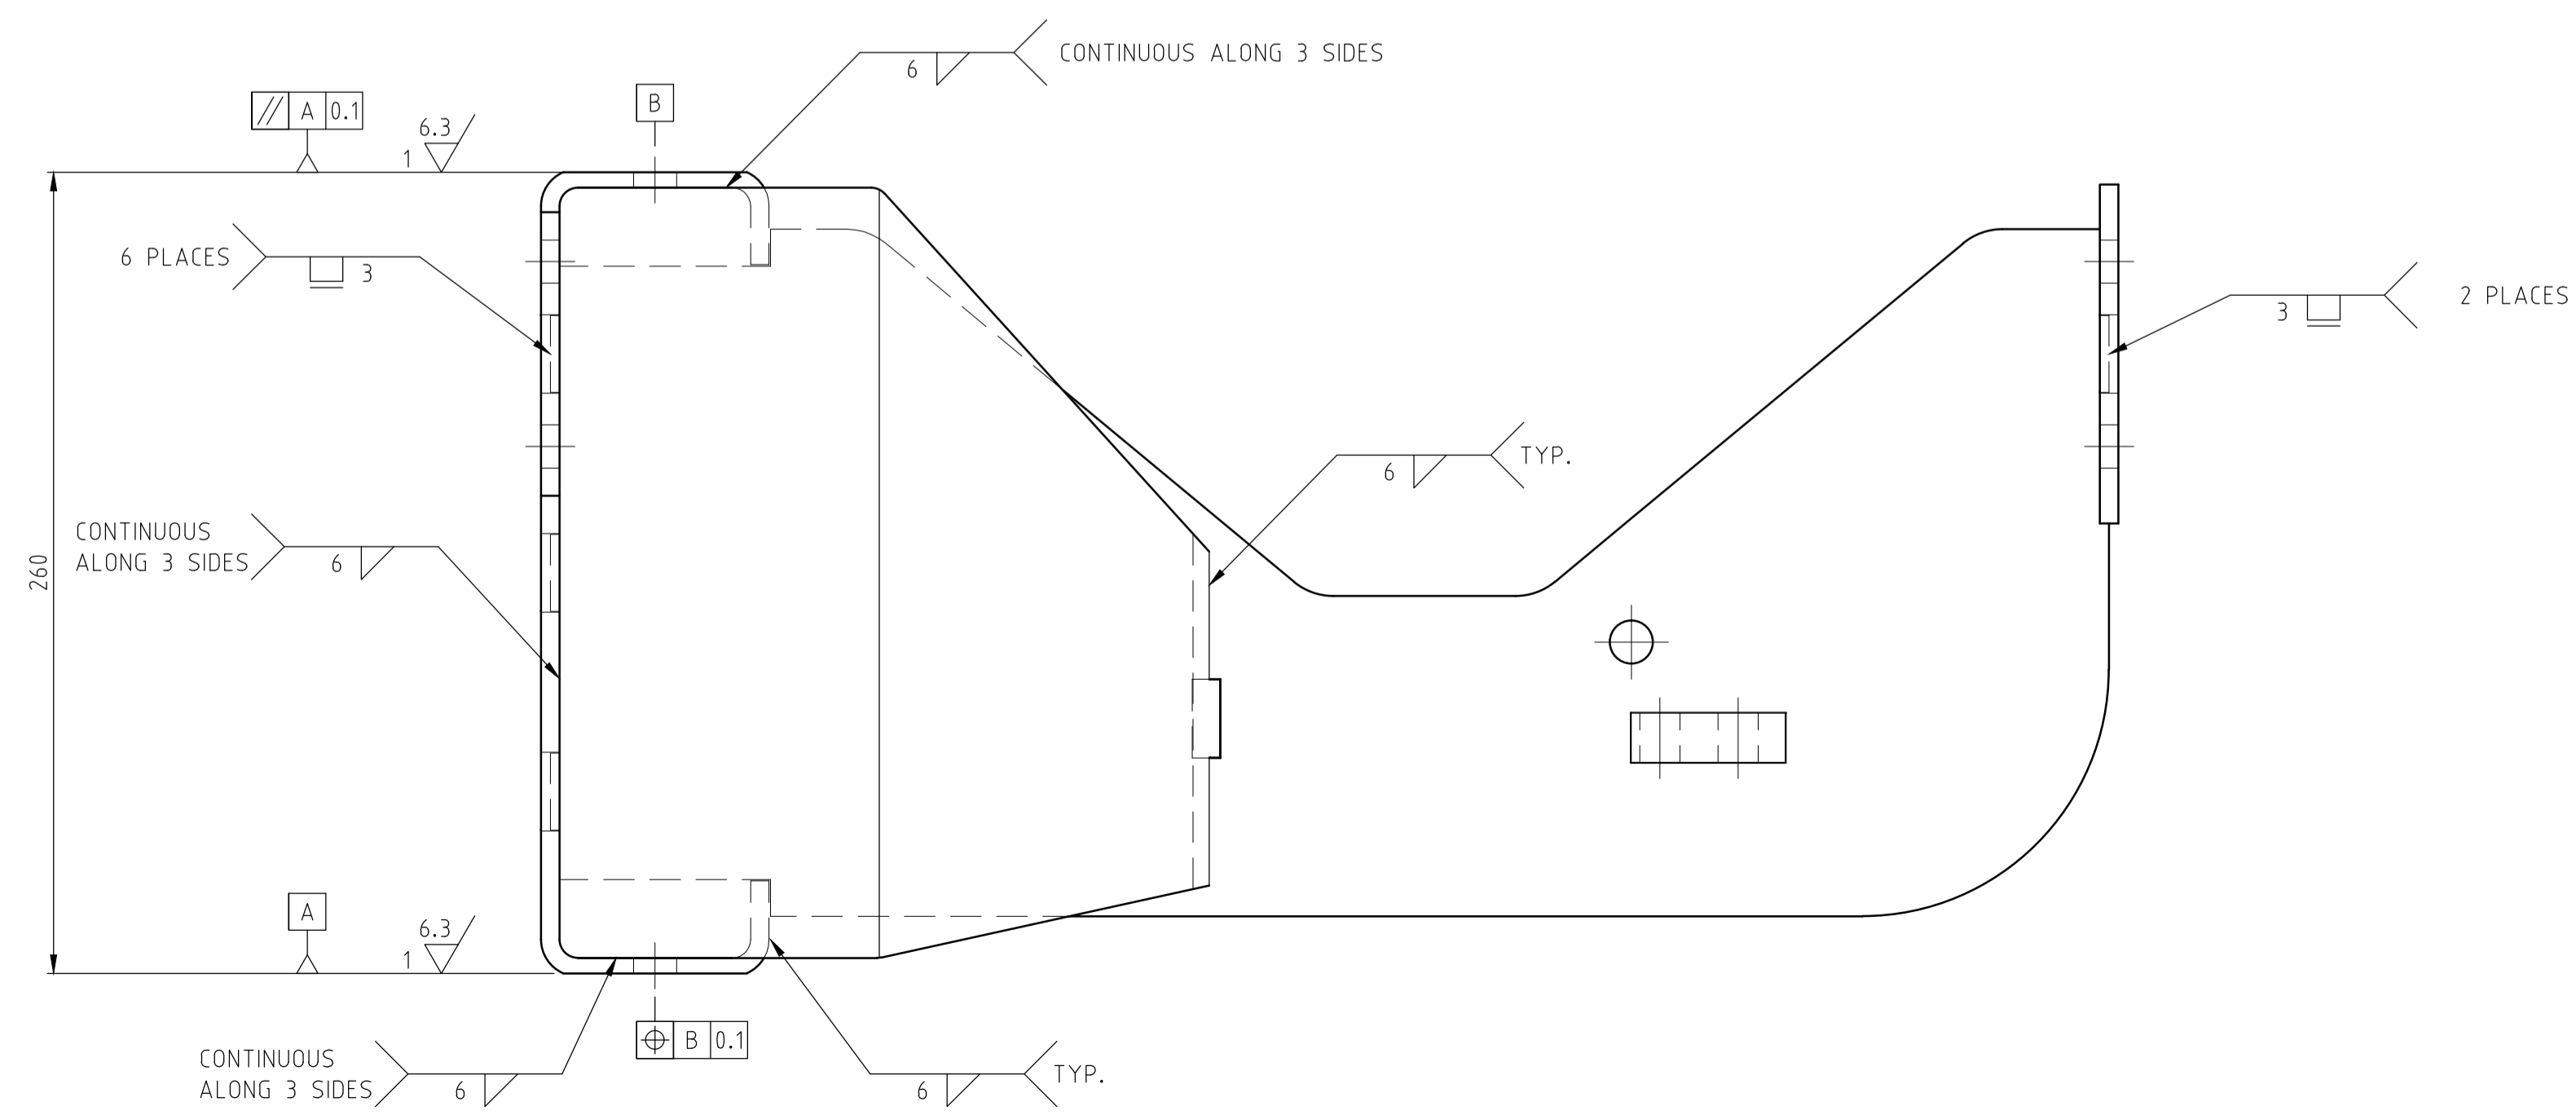 6 CONTINUOUS ALONG 3 SIDES
// A 0.1
B
6.3
1
6 PLACES
3
3
2 PLACES
6
TYP.
CONTINUOUS
ALONG 3 SIDES
6
260
A
6.3
1
⌖ B 0.1
CONTINUOUS
ALONG 3 SIDES
6
6
TYP.